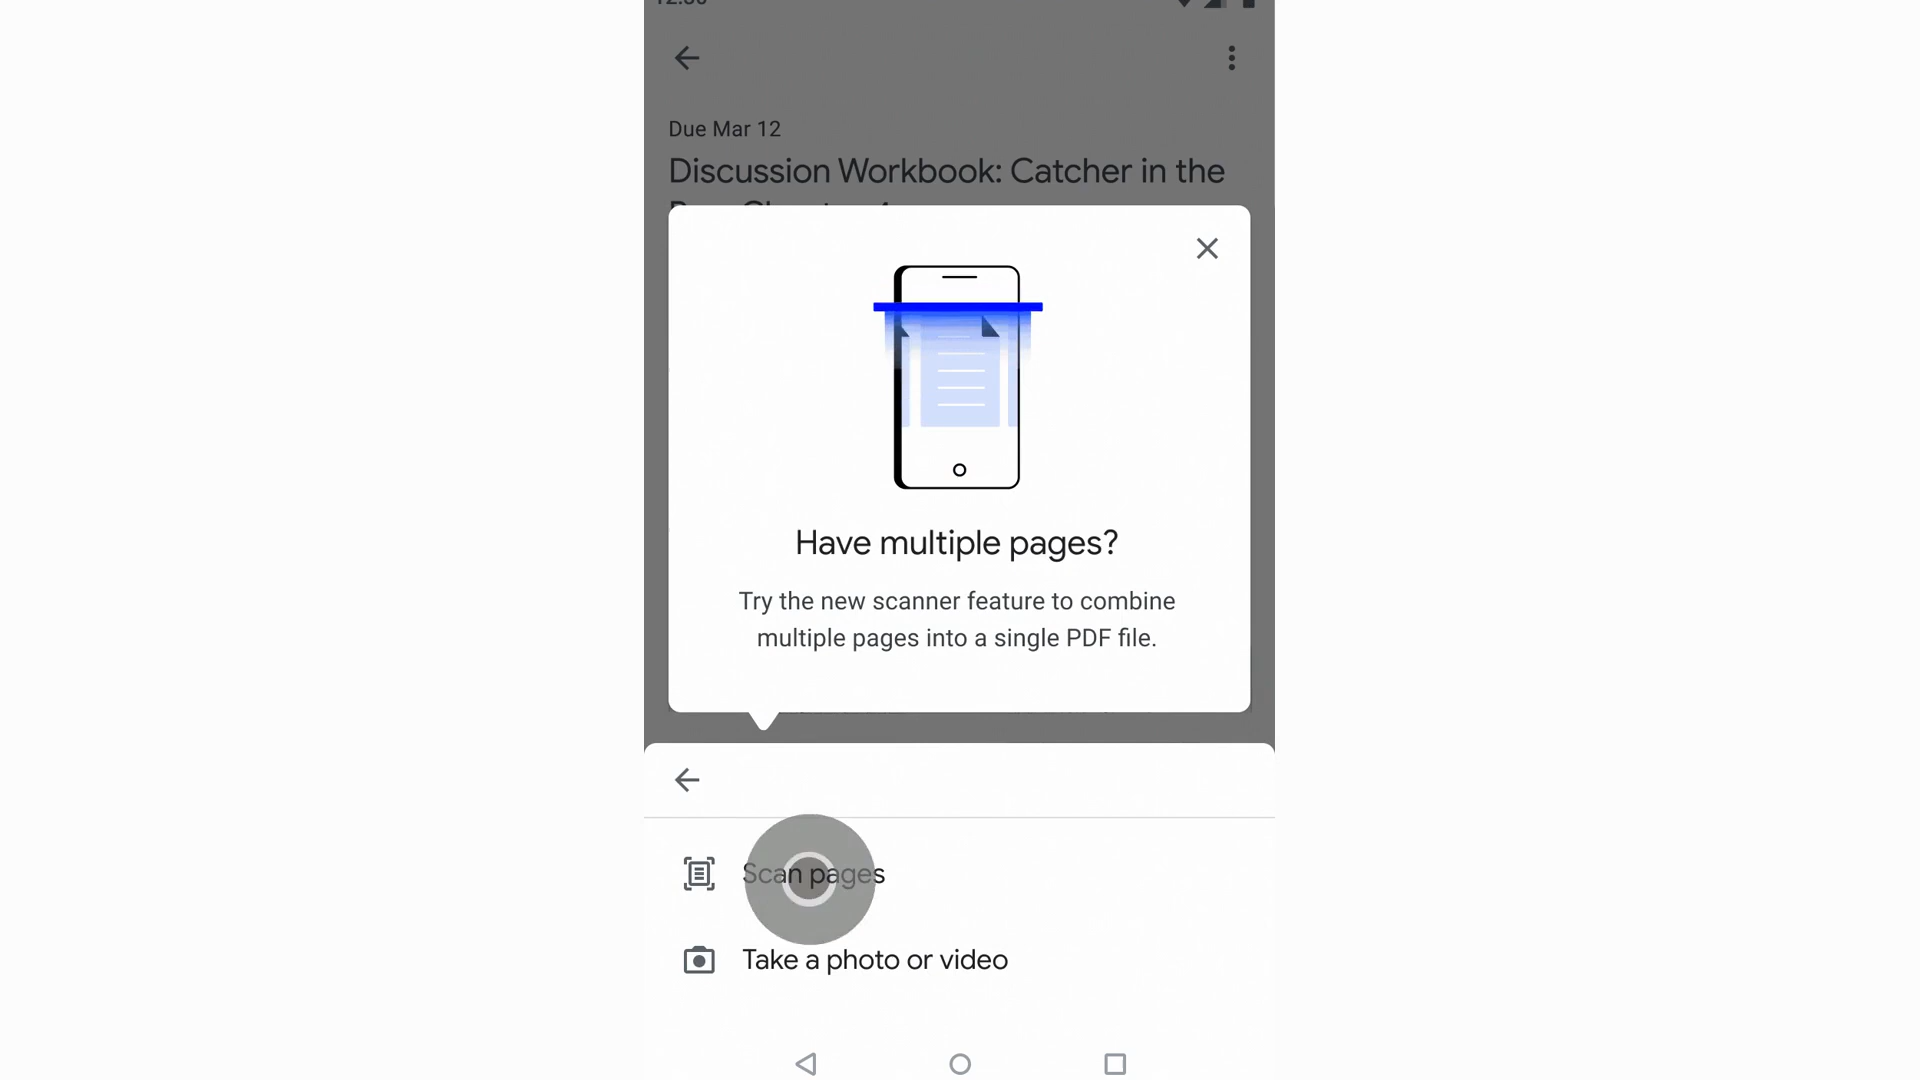 Due Mar 12
Discussion Workbook: Catcher in the
Have multiple pages?
Try the new scanner feature to combine
multiple pages into a single PDF file.
Scan pages
Take a photo or video